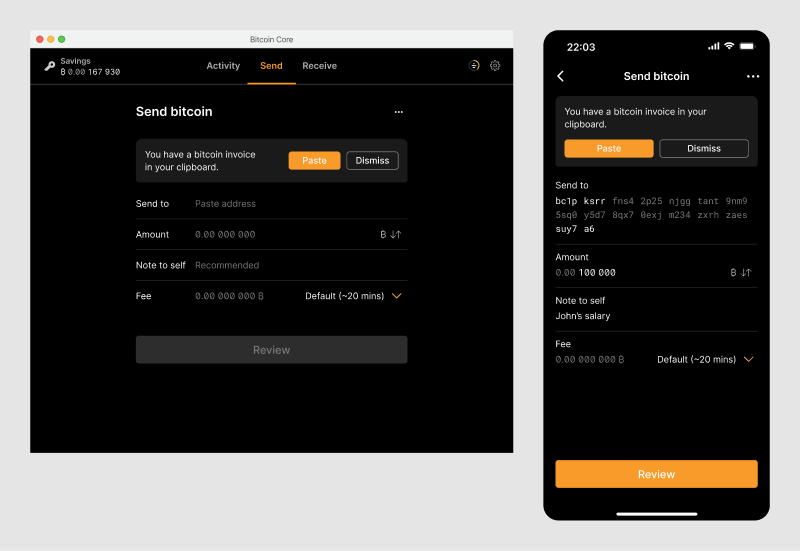 Bitcoin Core
Savings
₿ 0.00 167 930
Activity
Send
Receive
Send bitcoin
You have a bitcoin invoice
in your clipboard.
Paste
Dismiss
Send to
Paste address
Amount
0.00 000 000
₿
Note to self
Recommended
Fee
0.00 000 000 ₿
Default (~20 mins)
Review
22:03
Send bitcoin
You have a bitcoin invoice in your
clipboard.
Paste
Dismiss
Send to
bc1p ksrr fns4 2p25 njgg tant 9nm9
5sq0 y5d7 8qx7 0exj m234 zxrh zaes
suy7 a6
Amount
0.00 100 000
₿
Note to self
John's salary
Fee
0.00 000 000 ₿
Default (~20 mins)
Review